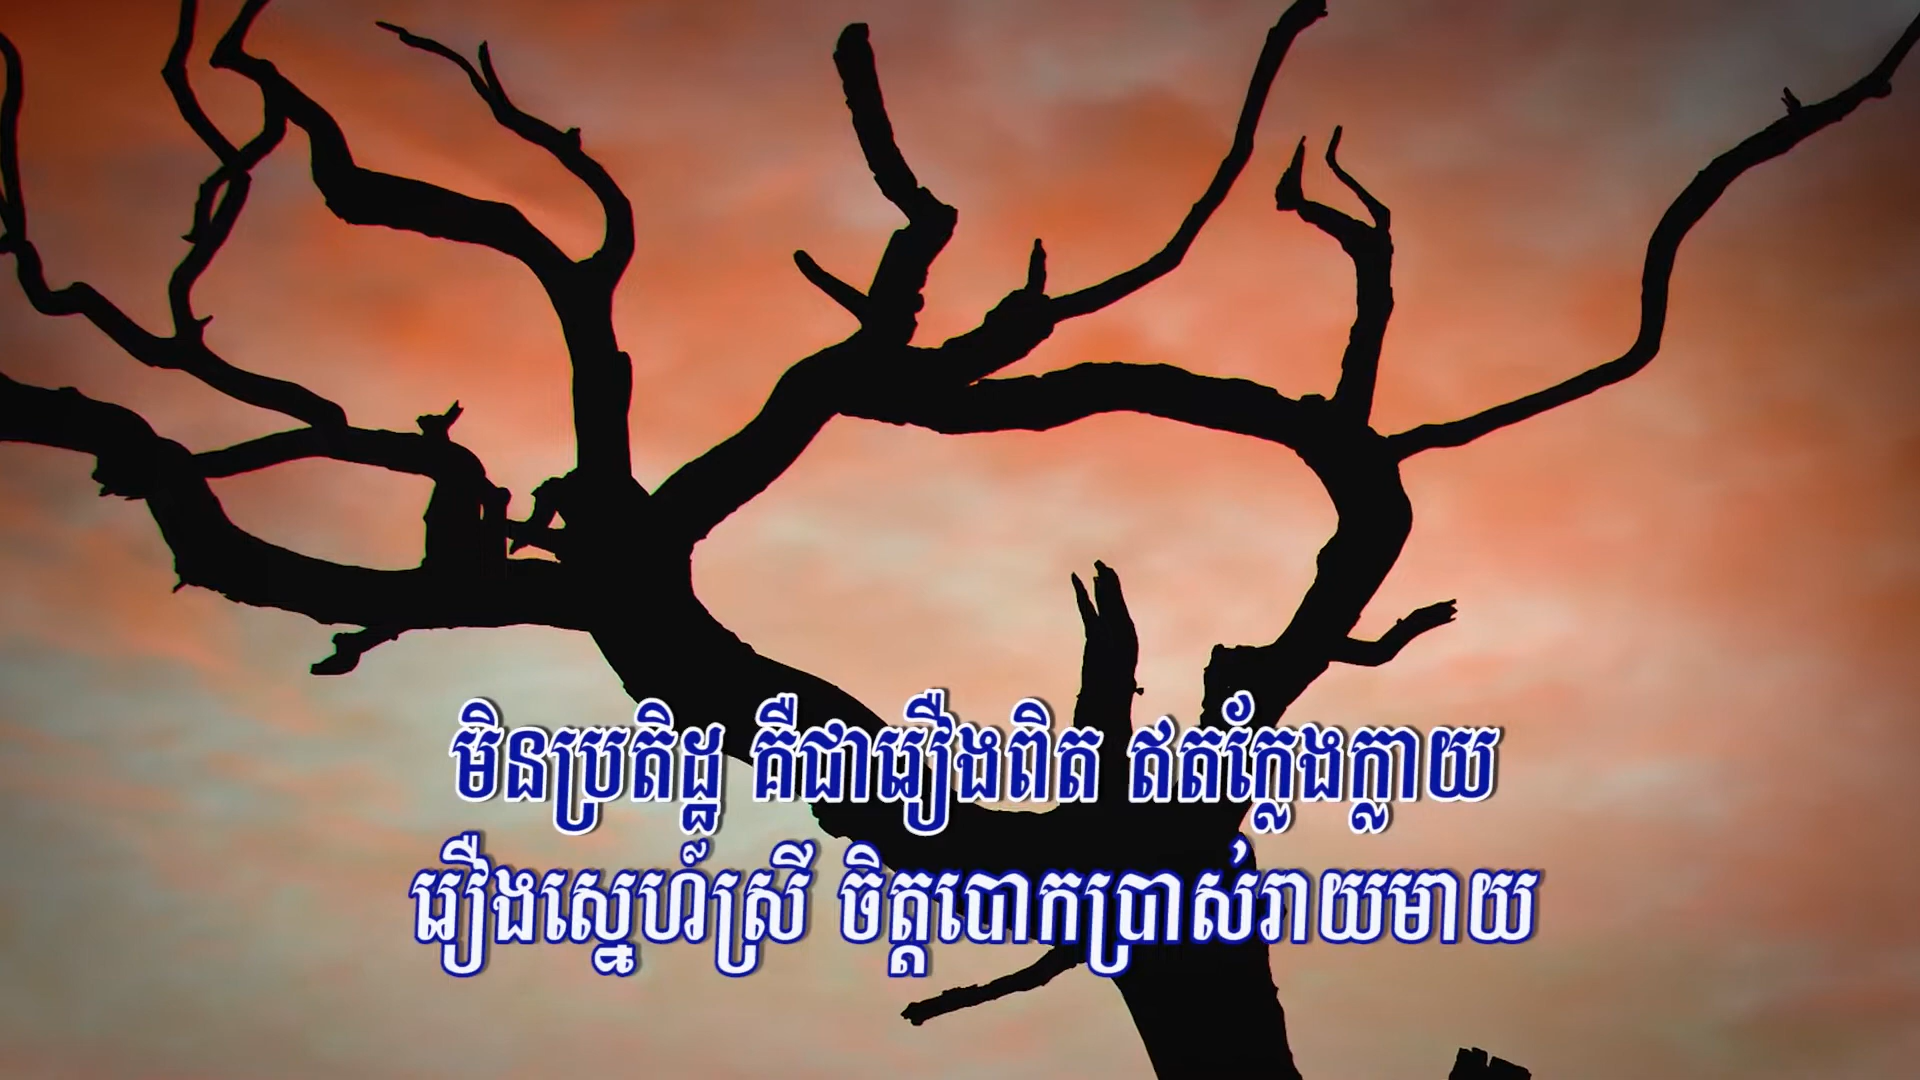 មិនប្រតិដ្ឋ គឺជារឿងពិត ឥតក្លែងក្លាយ
រឿងស្នេហ៍ស្រី ចិត្តបោកប្រាស់រាយមាយ